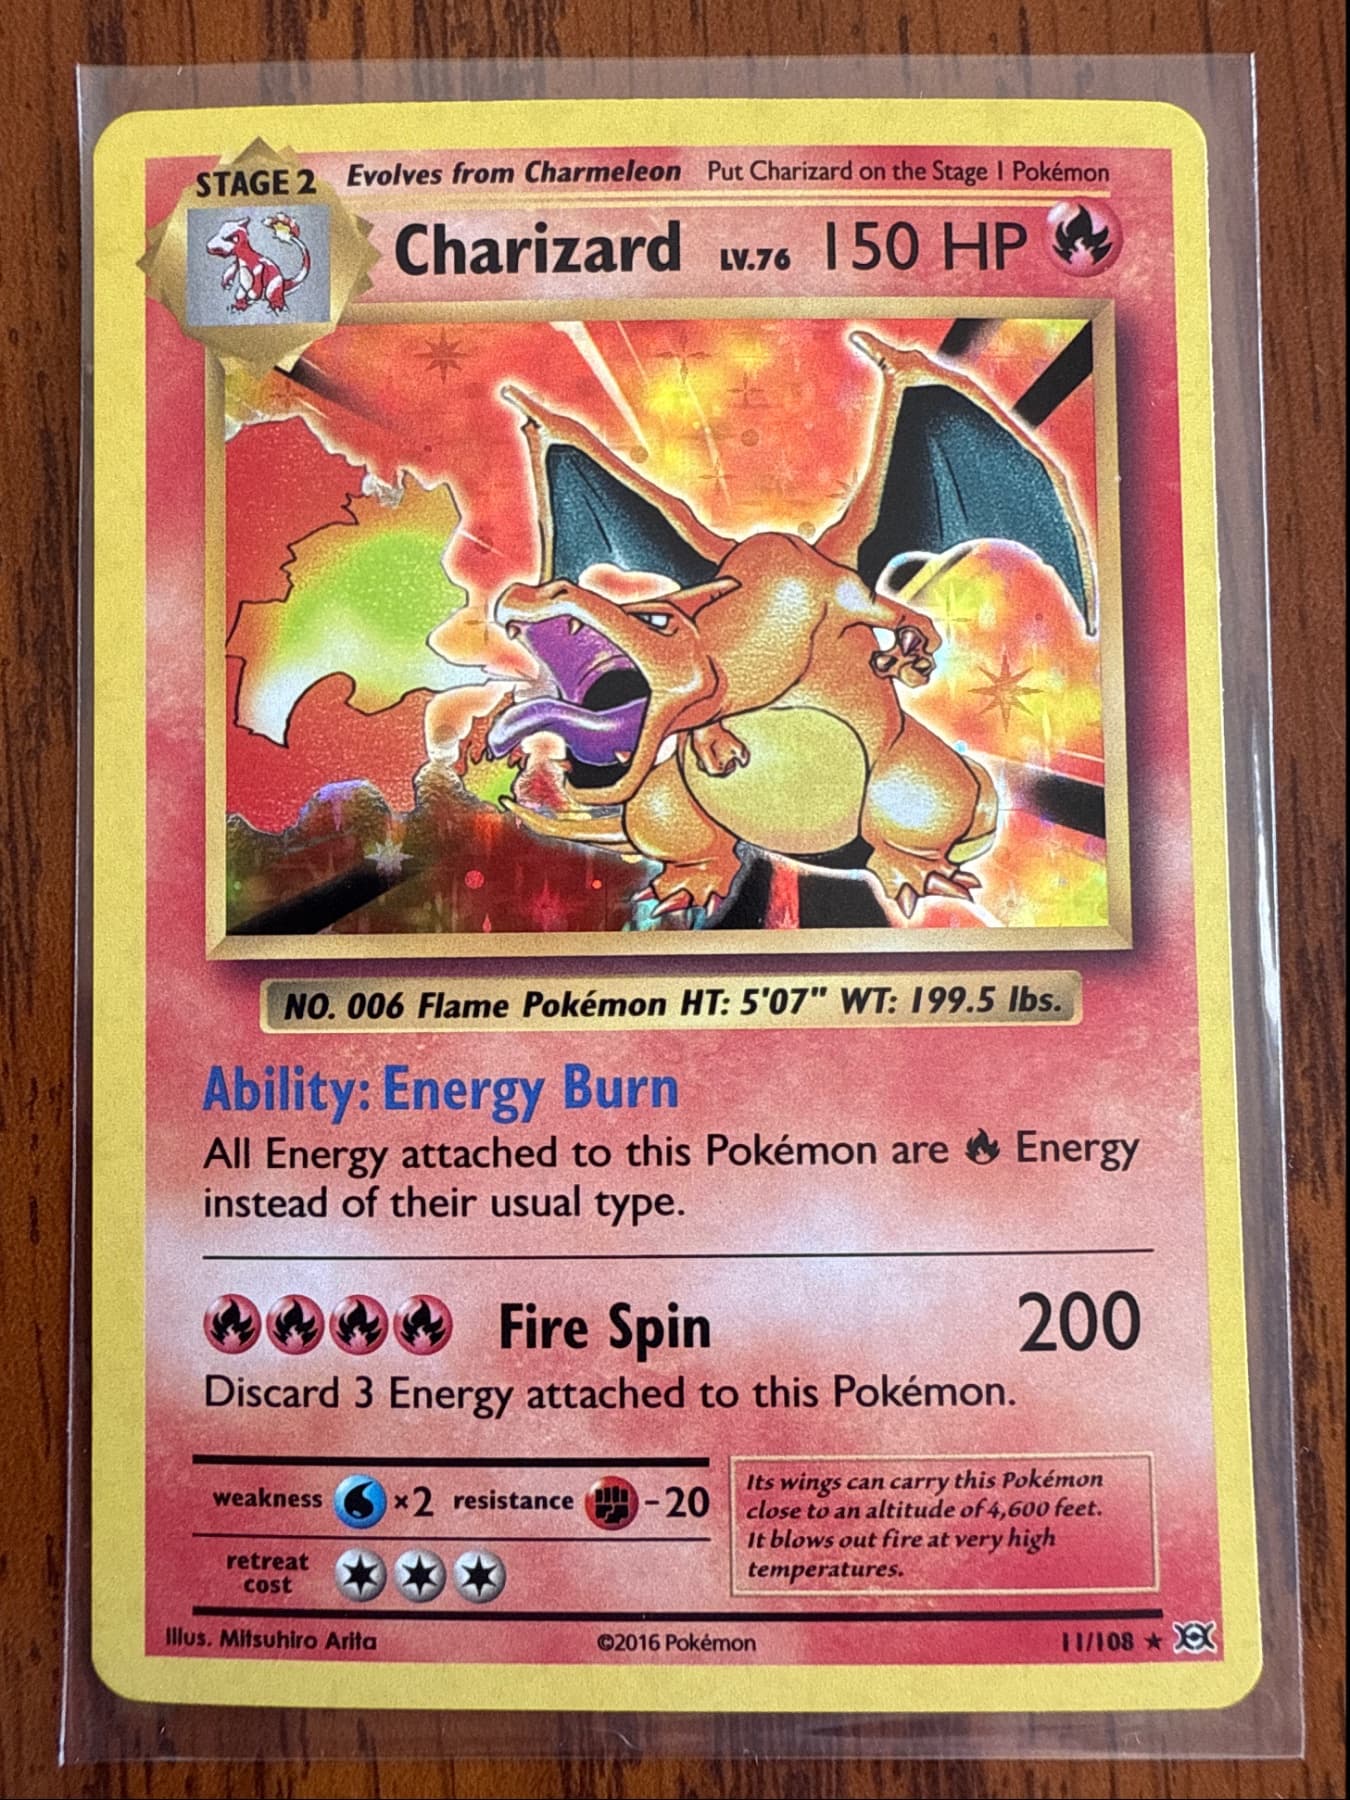 STAGE 2 Evolves from Charmeleon Put Charizard on the Stage 1 Pokémon
Charizard LV.76 150 HP
NO. 006 Flame Pokémon HT: 5'07" WT: 199.5 lbs.
Ability: Energy Burn
All Energy attached to this Pokémon are Energy
instead of their usual type.
Fire Spin 200
Discard 3 Energy attached to this Pokémon.
weakness ×2 resistance -20
retreat
cost
Its wings can carry this Pokémon
close to an altitude of 4,600 feet.
It blows out fire at very high
temperatures.
Illus. Mitsuhiro Arita ©2016 Pokémon 11/108 ★